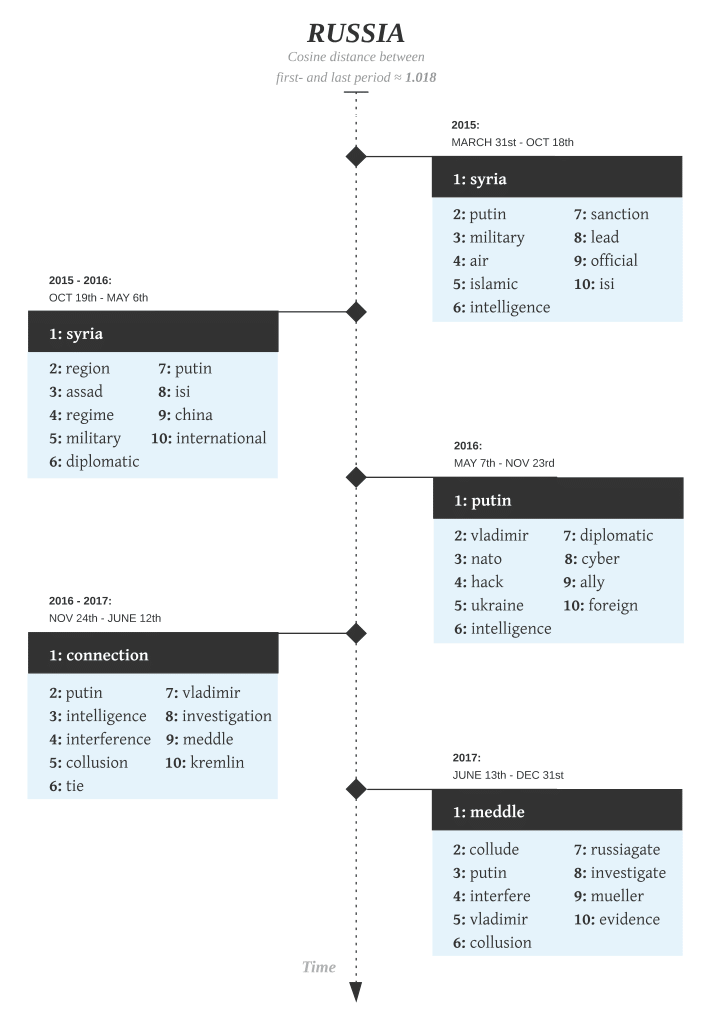 RUSSIA
Cosine distance between
first- and last period ≈ 1.018
2015:
MARCH 31st - OCT 18th
1: syria
2: putin 7: sanction
3: military 8: lead
4: air 9: official
5: islamic 10: isi
6: intelligence
2015 - 2016:
OCT 19th - MAY 6th
1: syria
2: region 7: putin
3: assad 8: isi
4: regime 9: china
5: military 10: international
6: diplomatic
2016:
MAY 7th - NOV 23rd
1: putin
2: vladimir 7: diplomatic
3: nato 8: cyber
4: hack 9: ally
5: ukraine 10: foreign
6: intelligence
2016 - 2017:
NOV 24th - JUNE 12th
1: connection
2: putin 7: vladimir
3: intelligence 8: investigation
4: interference 9: meddle
5: collusion 10: kremlin
6: tie
2017:
JUNE 13th - DEC 31st
1: meddle
2: collude 7: russiagate
3: putin 8: investigate
4: interfere 9: mueller
5: vladimir 10: evidence
6: collusion
Time